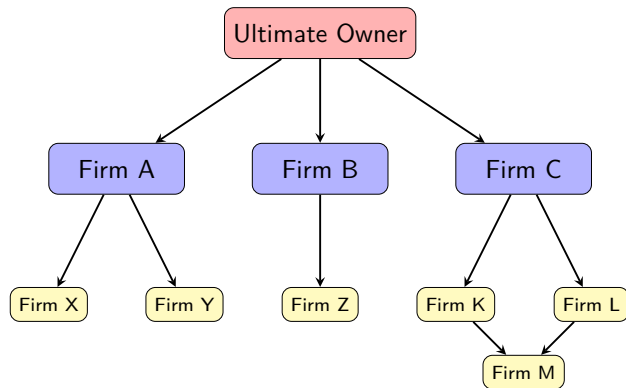 Ultimate Owner
Firm A
Firm B
Firm C
Firm X
Firm Y
Firm Z
Firm K
Firm L
Firm M